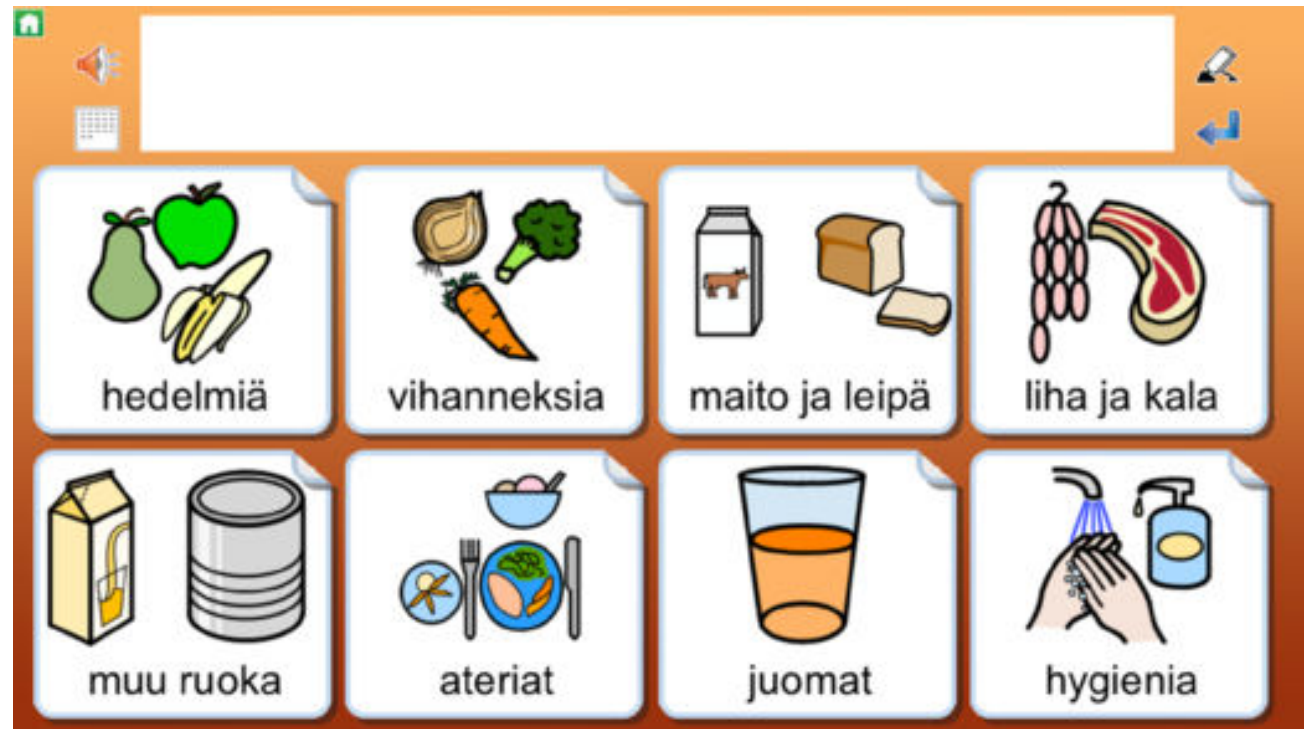 hedelmiä
vihanneksia
maito ja leipä
liha ja kala
muu ruoka
ateriat
juomat
hygienia